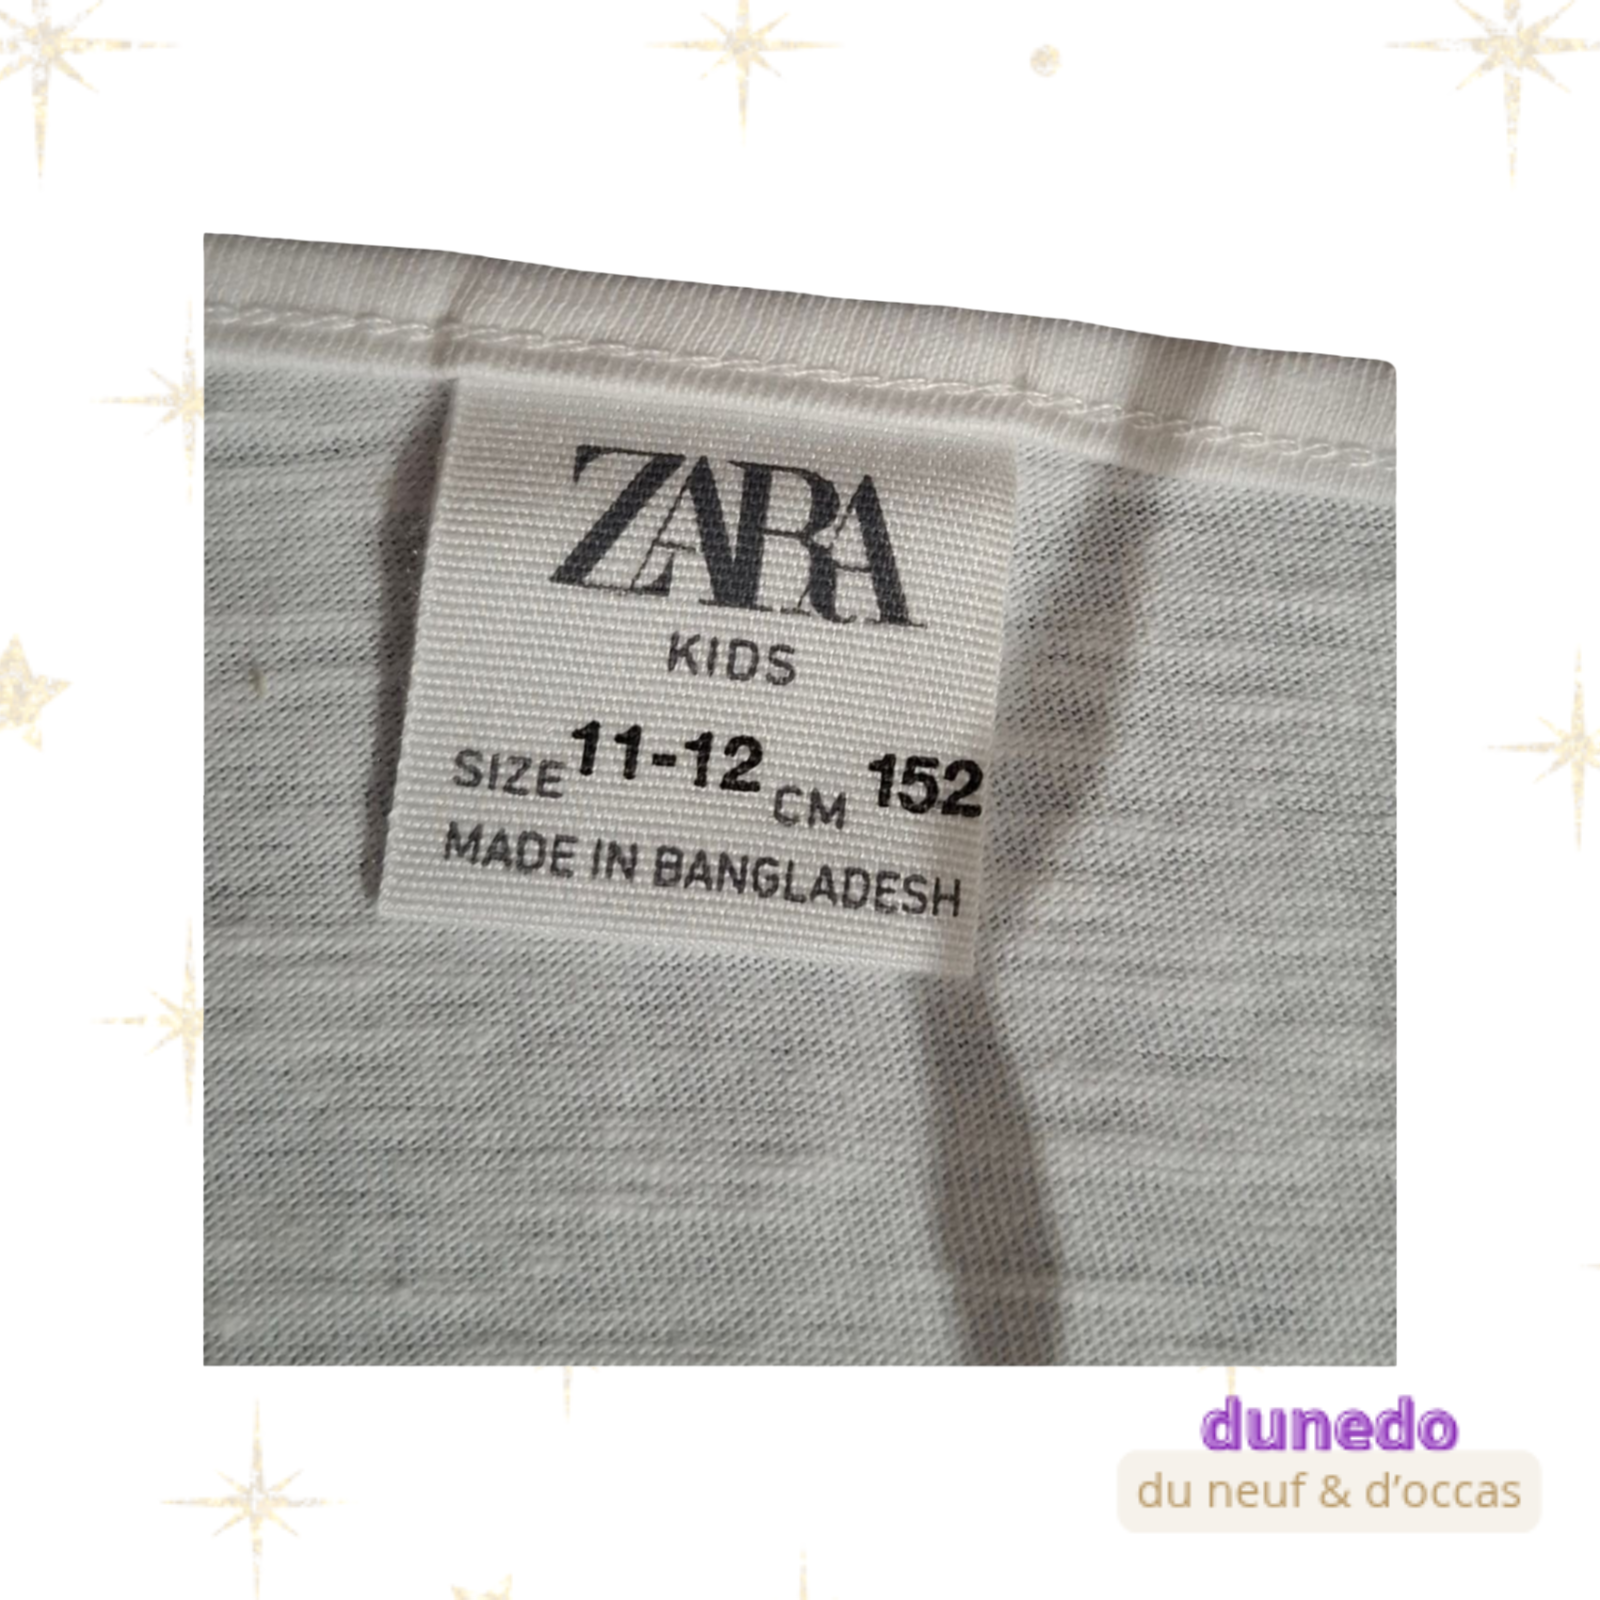 ZARA
KIDS
SIZE 11-12 CM 152
MADE IN BANGLADESH
dunedo
du neuf & d'occas